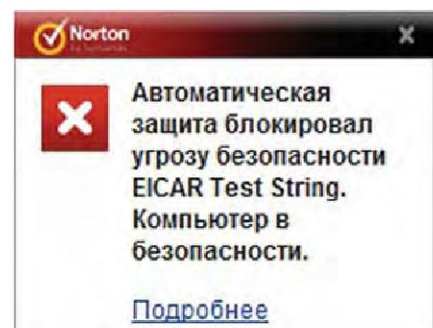 Norton
by Symantec
Автоматическая
защита блокировал
угрозу безопасности
EICAR Test String.
Компьютер в
безопасности.
Подробнее